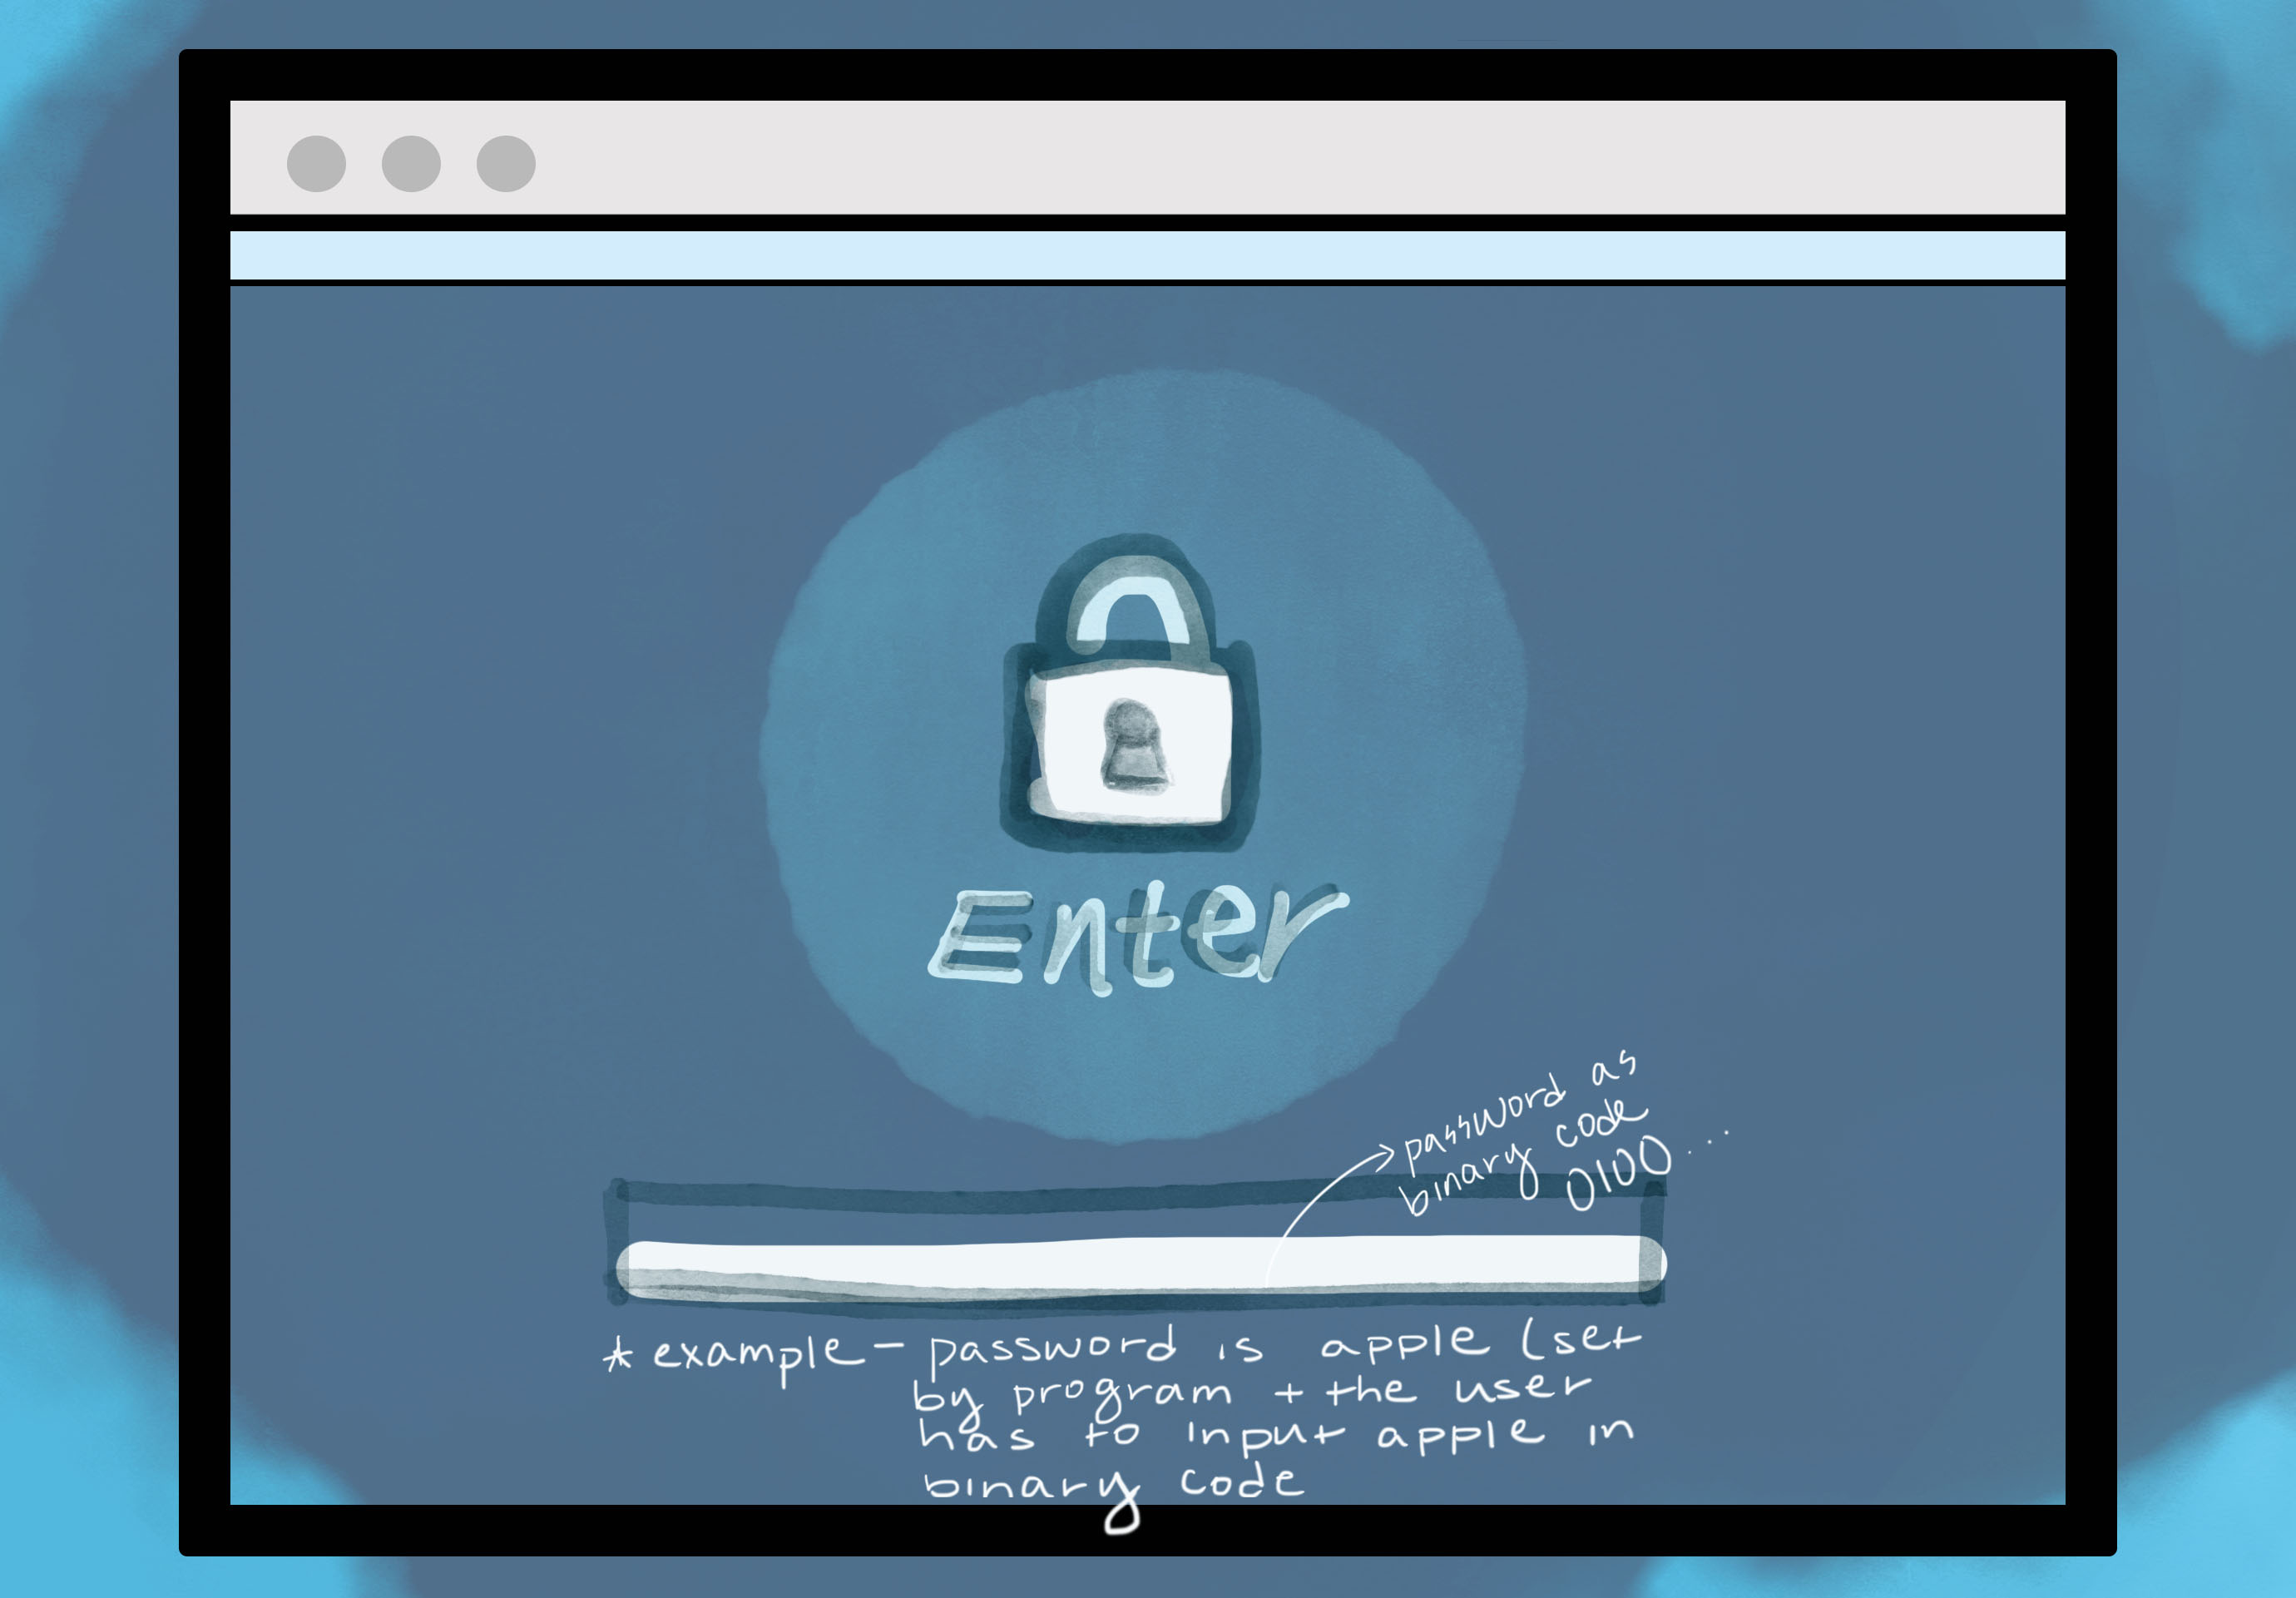 Enter
password as
binary code
0100...
* example - password is apple (set
by program + the user
has to input apple in
binary code